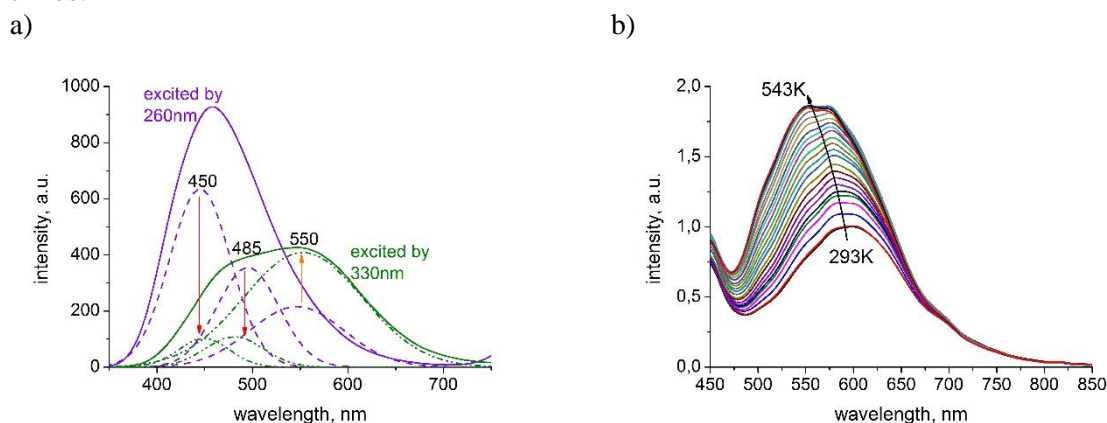 a)
b)
1000
800
600
400
200
0
intensity, a.u.
excited by
260nm
450
485
550
excited by
330nm
400
500
600
700
wavelength, nm
2,0
1,5
1,0
0,5
0,0
intensity, a.u.
543K
293K
450
500
550
600
650
700
750
800
850
wavelength, nm